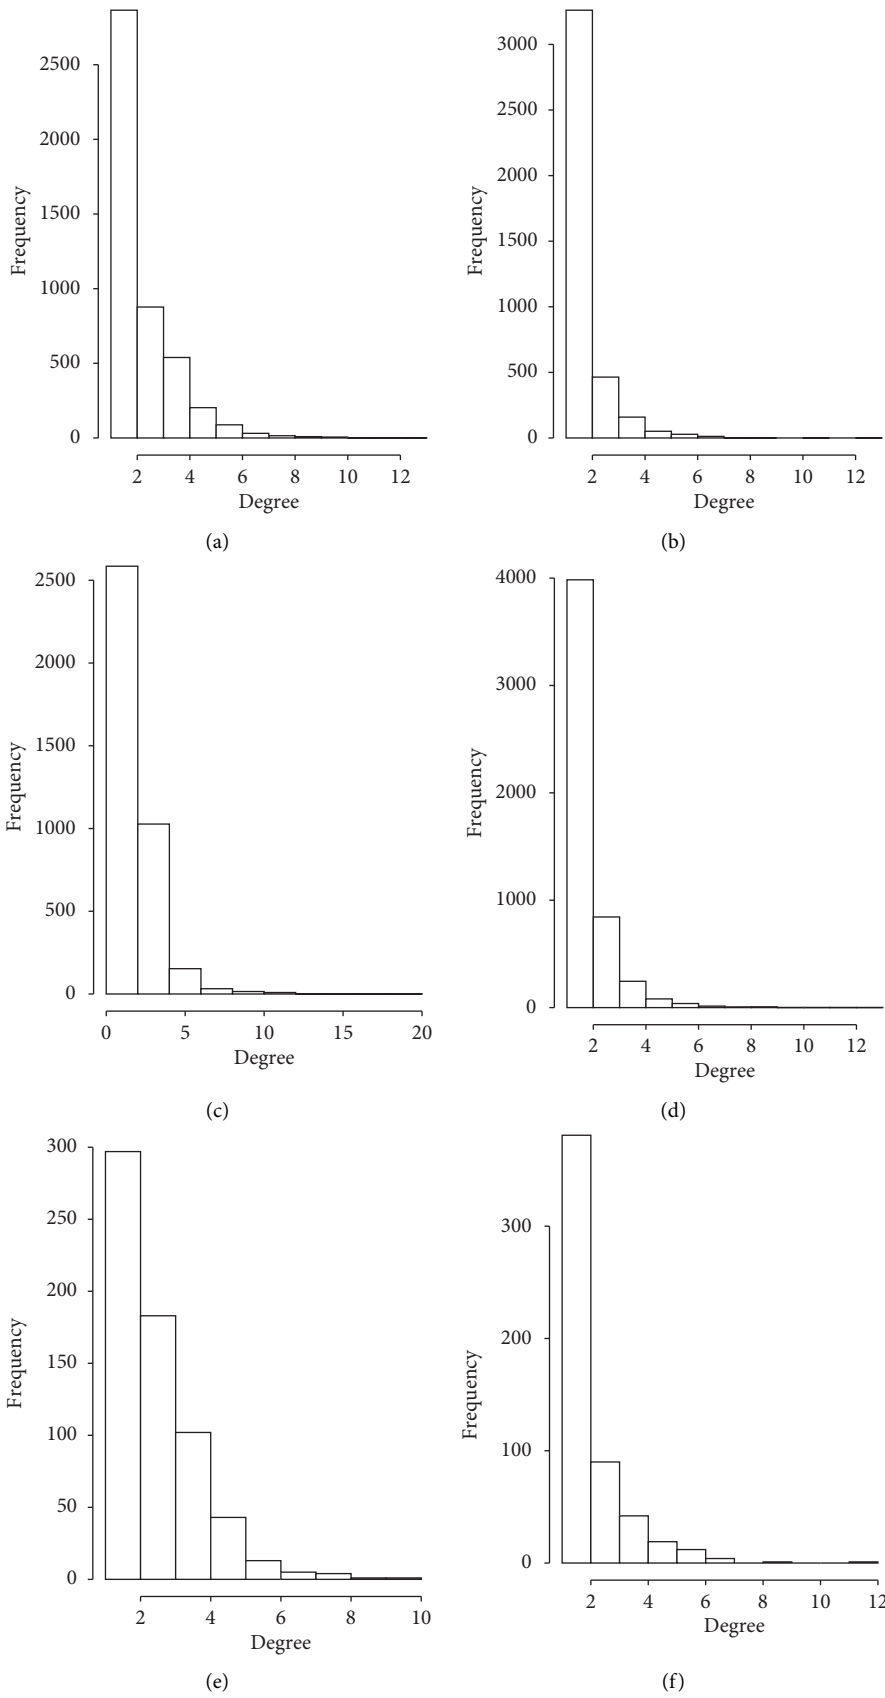 2500
2000
1500
1000
500
0
Frequency
2 4 6 8 10 12
Degree
(a)
3000
2500
2000
1500
1000
500
0
Frequency
2 4 6 8 10 12
Degree
(b)
2500
2000
1500
1000
500
0
Frequency
0 5 10 15 20
Degree
(c)
4000
3000
2000
1000
0
Frequency
2 4 6 8 10 12
Degree
(d)
300
250
200
150
100
50
0
Frequency
2 4 6 8 10
Degree
(e)
300
200
100
0
Frequency
2 4 6 8 10 12
Degree
(f)